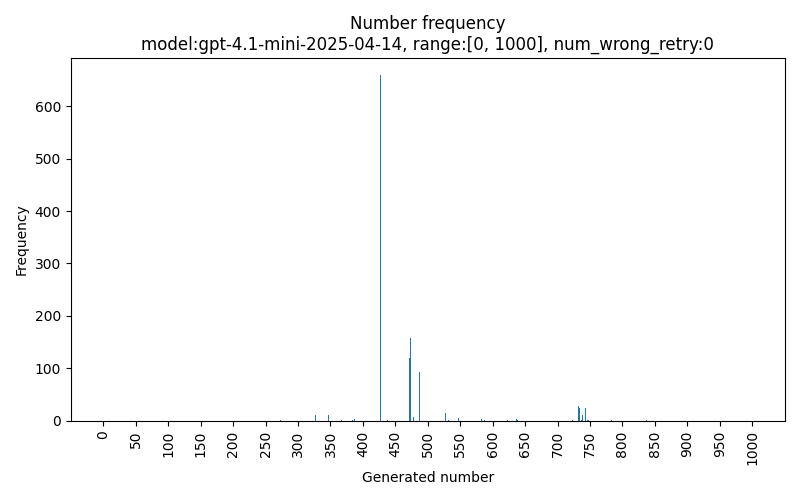 Number frequency
model:gpt-4.1-mini-2025-04-14, range:[0, 1000], num_wrong_retry:0
Frequency
600
500
400
300
200
100
0
0 50 100 150 200 250 300 350 400 450 500 550 600 650 700 750 800 850 900 950 1000
Generated number